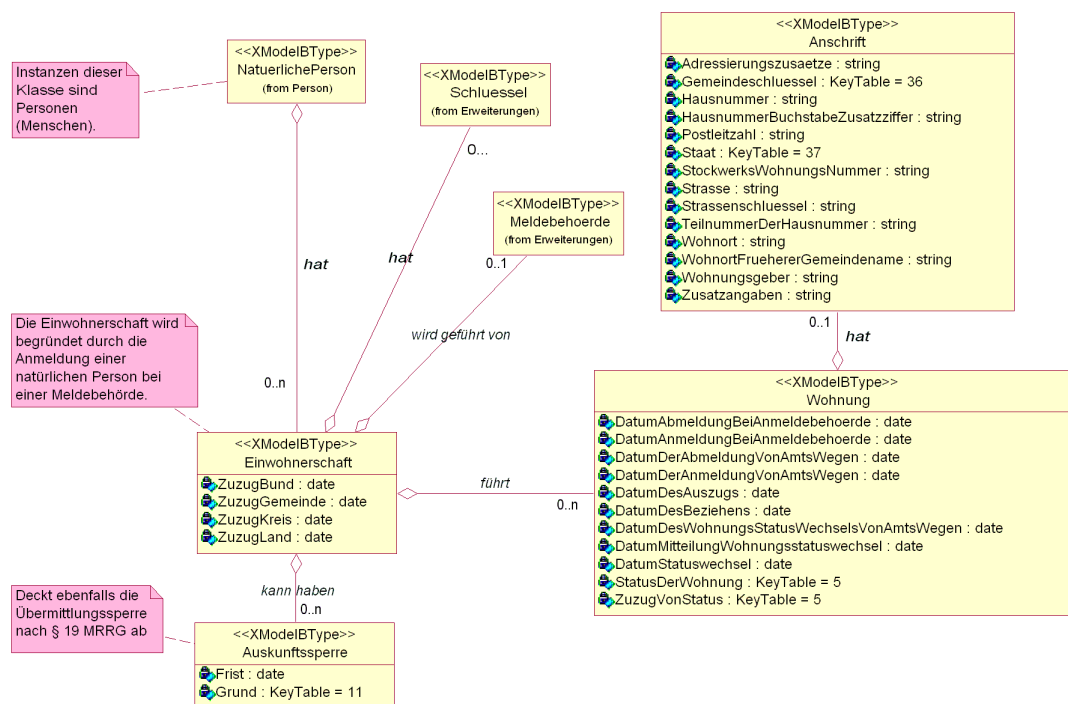 Instanzen dieser
Klasse sind
Personen
(Menschen).
<<XModelBType>>
NatuerlichePerson
(from Person)
<<XModelBType>>
Schluessel
(from Erweiterungen)
O...
<<XModelBType>>
Meldebehoerde
(from Erweiterungen)
0..1
<<XModelBType>>
Anschrift
Adressierungszusaetze : string
Gemeindeschluessel : KeyTable = 36
Hausnummer : string
HausnummerBuchstabeZusatzziffer : string
Postleitzahl : string
Staat : KeyTable = 37
StockwerksWohnungsNummer : string
Strasse : string
Strassenschluessel : string
TeilnummerDerHausnummer : string
Wohnort : string
WohnortFruehererGemeindename : string
Wohnungsgeber : string
Zusatzangaben : string
0..1
hat
hat
hat
wird geführt von
0..n
Die Einwohnerschaft wird
begründet durch die
Anmeldung einer
natürlichen Person bei
einer Meldebehörde.
<<XModelBType>>
Einwohnerschaft
ZuzugBund : date
ZuzugGemeinde : date
ZuzugKreis : date
ZuzugLand : date
führt
0..n
<<XModelBType>>
Wohnung
DatumAbmeldungBeiAnmeldebehoerde : date
DatumAnmeldungBeiAnmeldebehoerde : date
DatumDerAbmeldungVonAmtsWegen : date
DatumDerAnmeldungVonAmtsWegen : date
DatumDesAuszugs : date
DatumDesBeziehens : date
DatumDesWohnungsStatusWechselsVonAmtsWegen : date
DatumMitteilungWohnungsstatuswechsel : date
DatumStatuswechsel : date
StatusDerWohnung : KeyTable = 5
ZuzugVonStatus : KeyTable = 5
kann haben
0..n
Deckt ebenfalls die
Übermittlungssperre
nach § 19 MRRG ab
<<XModelBType>>
Auskunftssperre
Frist : date
Grund : KeyTable = 11